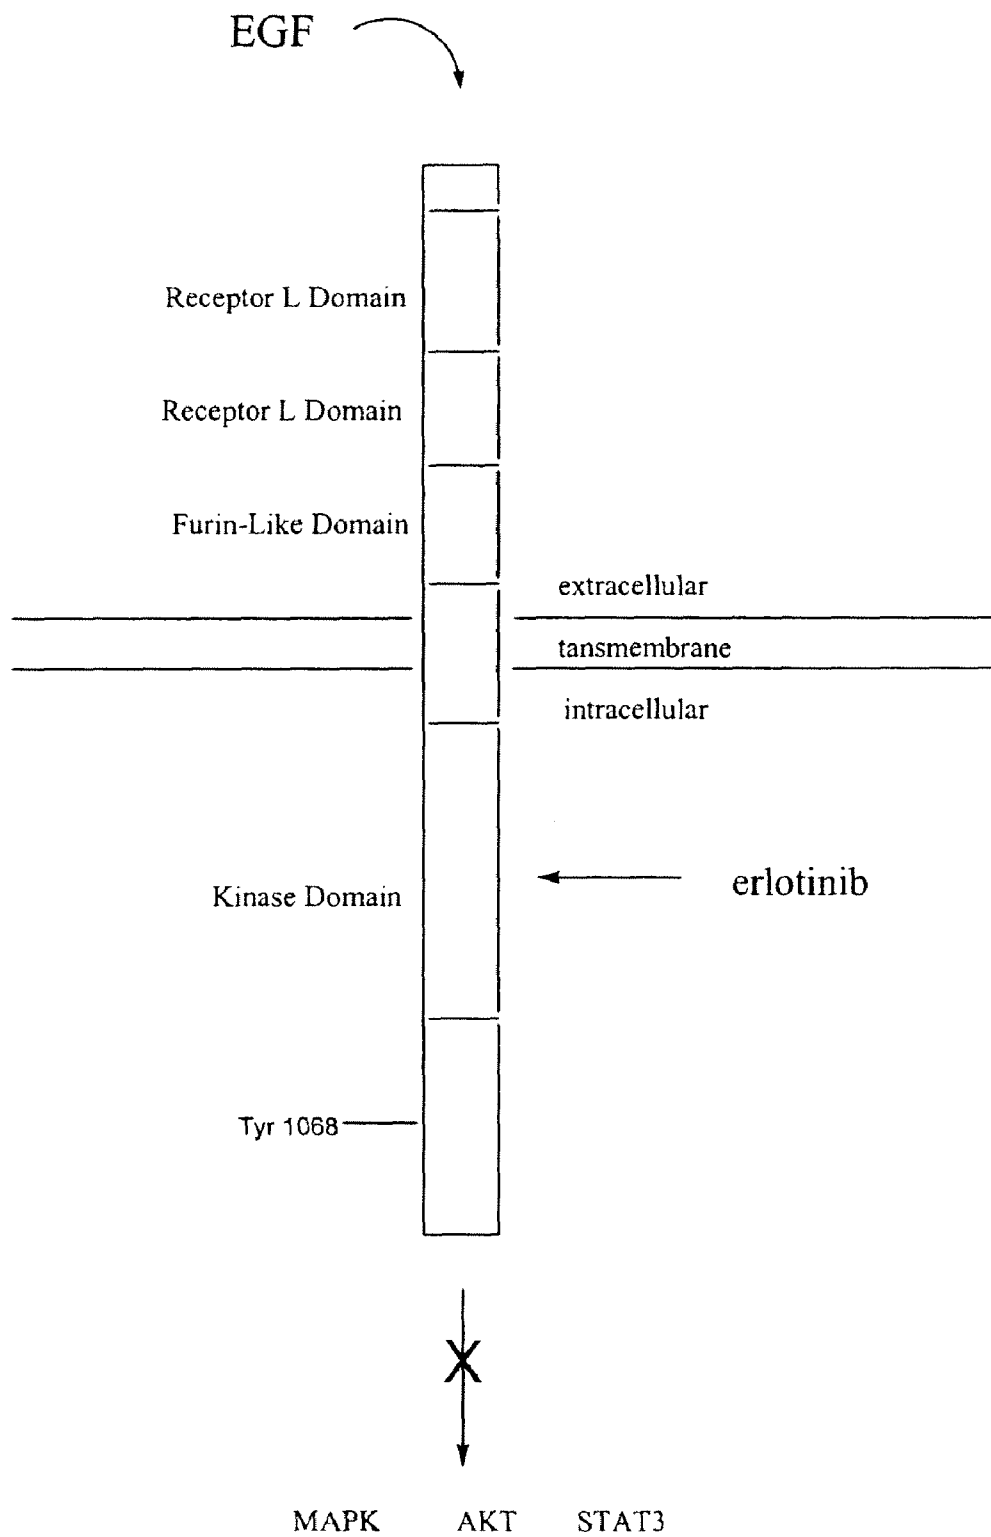 EGF
Receptor L Domain
Receptor L Domain
Furin-Like Domain
extracellular
tansmembrane
intracellular
Kinase Domain
erlotinib
Tyr 1068
X
MAPK AKT STAT3